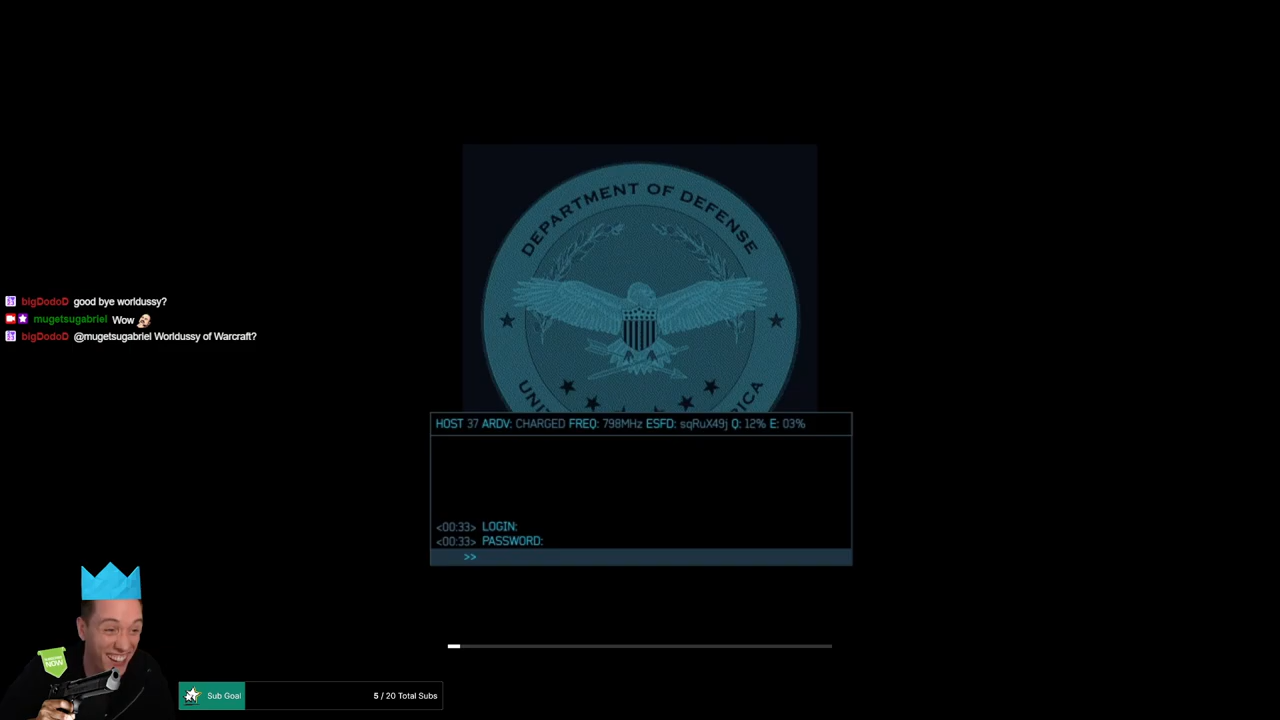 DEPARTMENT OF DEFENSE
bigDodoD good bye worldussy?
mugetsugabriel Wow
bigDodoD @mugetsugabriel Worldussy of Warcraft?
HOST 37 ARDV: CHARGED FREQ: 798MHz ESFD: sqRuX49j Q: 12% E: 03%
<00:33> LOGIN:
<00:33> PASSWORD:
>>
NOW
Sub Goal 5 / 20 Total Subs